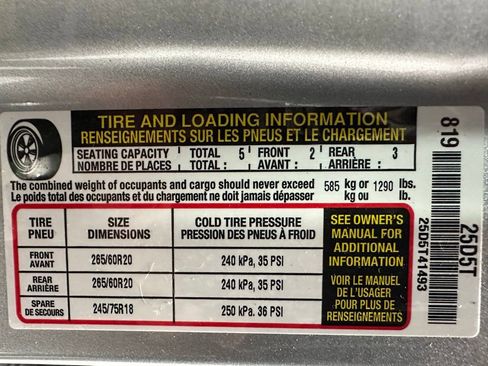 TIRE AND LOADING INFORMATION
RENSEIGNEMENTS SUR LES PNEUS ET LE CHARGEMENT
SEATING CAPACITY TOTAL 5 FRONT 2 REAR 3
NOMBRE DE PLACES TOTAL : AVANT : ARRIÈRE :
The combined weight of occupants and cargo should never exceed 585 kg or 1290 lbs.
Le poids total des occupants et du chargement ne doit jamais dépasser kg ou lb.
TIRE SIZE COLD TIRE PRESSURE
PNEU DIMENSIONS PRESSION DES PNEUS À FROID
FRONT
AVANT 265/60R20 240 kPa, 35 PSI
REAR
ARRIÈRE 265/60R20 240 kPa, 35 PSI
SPARE
DE SECOURS 245/75R18 250 kPa, 36 PSI
SEE OWNER'S
MANUAL FOR
ADDITIONAL
INFORMATION
VOIR LE MANUEL
DE L'USAGER
POUR PLUS DE
RENSEIGNEMENTS
819
25D5T41493
25D5T